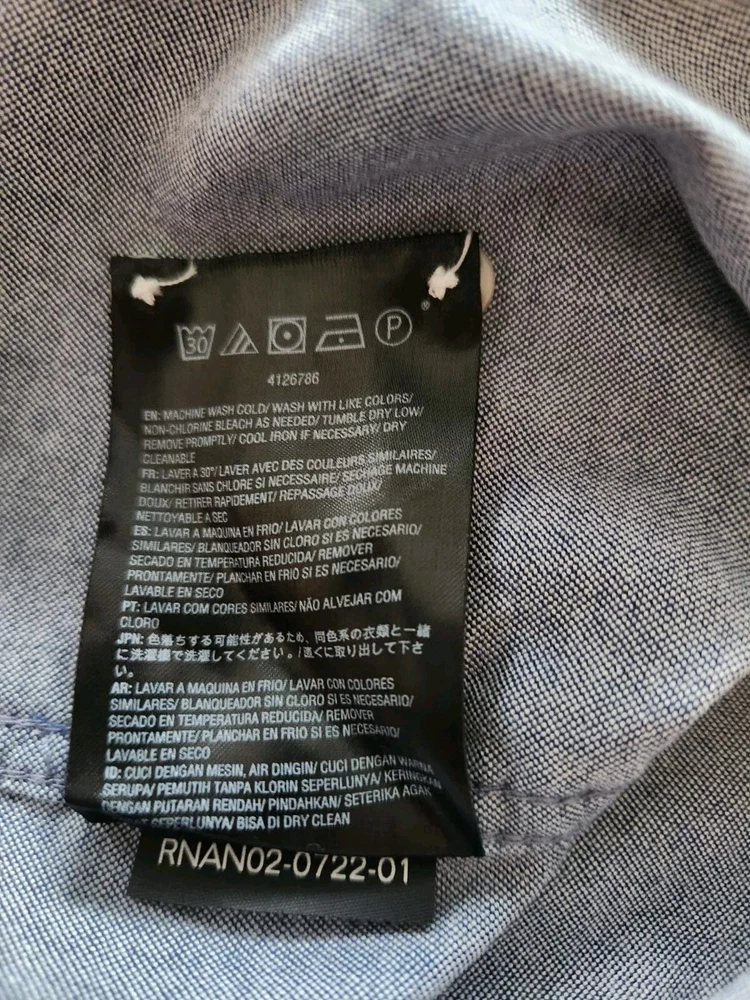 30 P
4126786
EN: MACHINE WASH COLD/ WASH WITH LIKE COLORS/
NON-CHLORINE BLEACH AS NEEDED/ TUMBLE DRY LOW/
REMOVE PROMPTLY/ COOL IRON IF NECESSARY/ DRY
CLEANABLE
FR: LAVER A 30°/ LAVER AVEC DES COULEURS SIMILAIRES/
BLANCHIR SANS CHLORE SI NECESSAIRE/ SECHAGE MACHINE
DOUX/ RETIRER RAPIDEMENT/ REPASSAGE DOUX/
NETTOYABLE A SEC
ES: LAVAR A MAQUINA EN FRIO/ LAVAR CON COLORES
SIMILARES/ BLANQUEADOR SIN CLORO SI ES NECESARIO/
SECADO EN TEMPERATURA REDUCIDA/ REMOVER
PRONTAMENTE/ PLANCHAR EN FRIO SI ES NECESARIO/
LAVABLE EN SECO
PT: LAVAR COM CORES SIMILARES/ NÃO ALVEJAR COM
CLORO
JPN: 色落ちする可能性があるため、同色系の衣類と一緒
に洗濯機で洗濯してください。/速くに取り出して下さ
い。
AR: LAVAR A MAQUINA EN FRIO/ LAVAR CON COLORES
SIMILARES/ BLANQUEADOR SIN CLORO SI ES NECESARIO/
SECADO EN TEMPERATURA REDUCIDA/ REMOVER
PRONTAMENTE/ PLANCHAR EN FRIO SI ES NECESARIO/
LAVABLE EN SECO
ID: CUCI DENGAN MESIN, AIR DINGIN/ CUCI DENGAN WARNA
SERUPA/ PEMUTIH TANPA KLORIN SEPERLUNYA/ KERINGKAN
DENGAN PUTARAN RENDAH/ PINDAHKAN/ SETERIKA AGAK
SEPERLUNYA/ BISA DI DRY CLEAN
RNAN02-0722-01